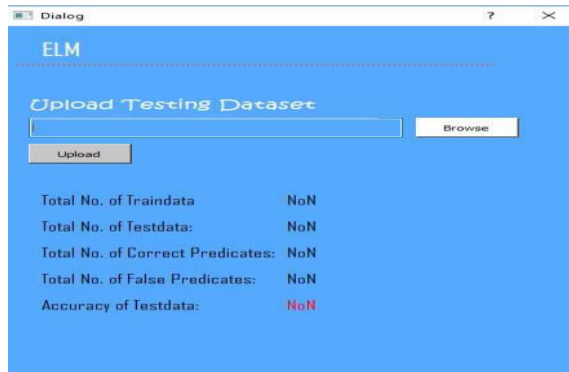 Dialog ?
ELM
Upload Testing Dataset
Browse
Upload
Total No. of Traindata NoN
Total No. of Testdata: NoN
Total No. of Correct Predicates: NoN
Total No. of False Predicates: NoN
Accuracy of Testdata: NoN